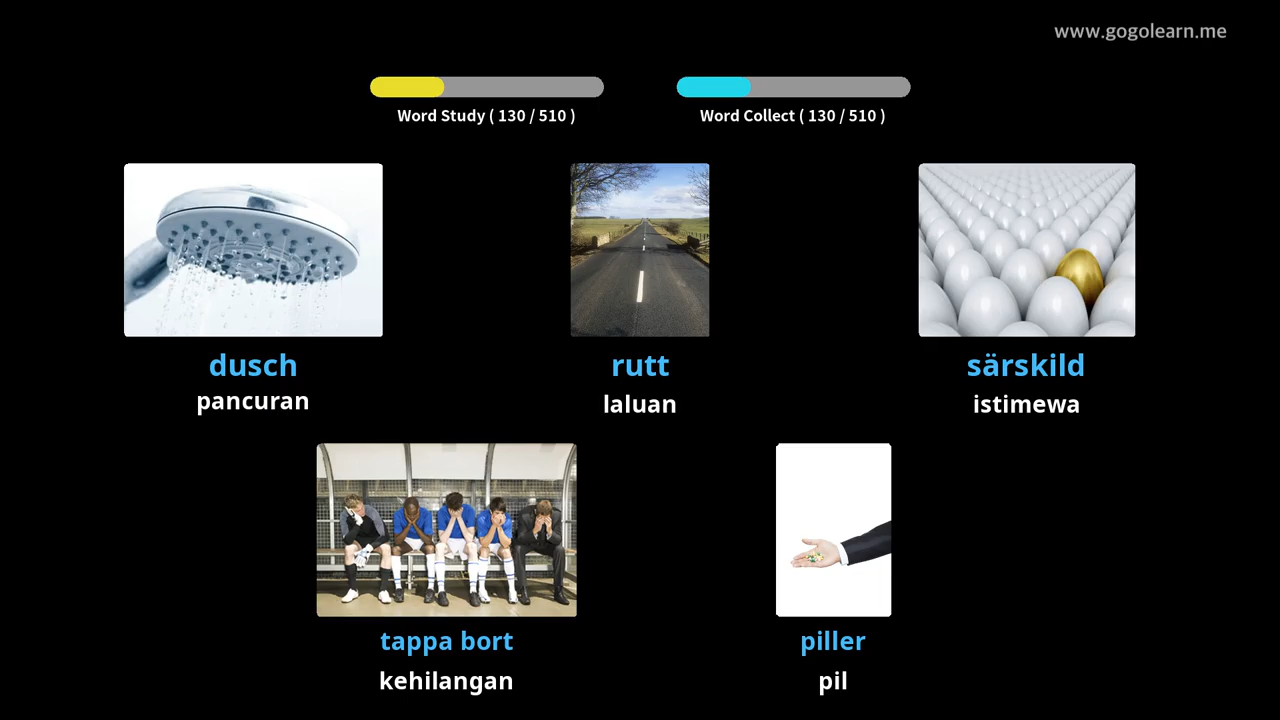 www.gogolearn.me
Word Study ( 130 / 510 )
Word Collect ( 130 / 510 )
dusch
pancuran
rutt
laluan
särskild
istimewa
tappa bort
kehilangan
piller
pil